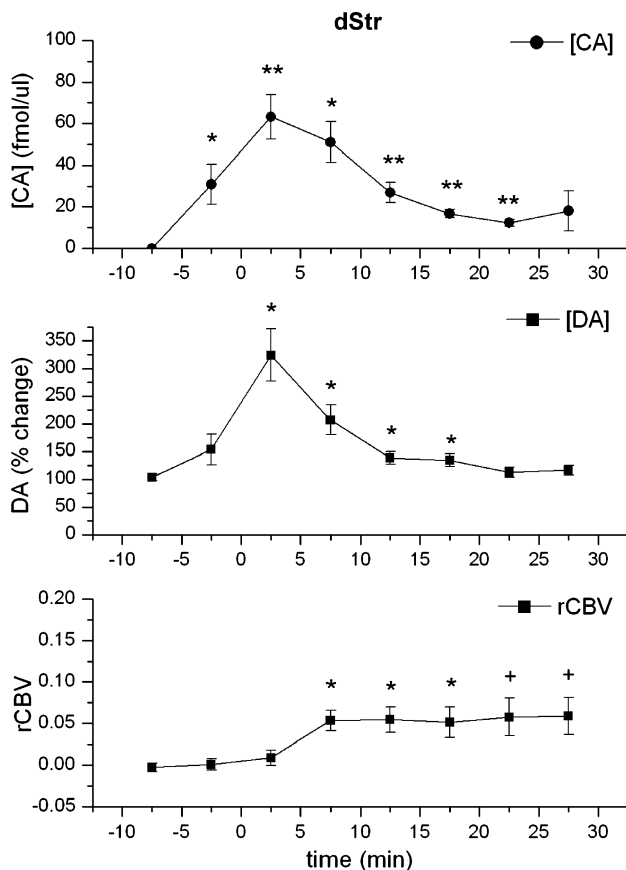 dStr
[CA]
[CA] (fmol/ul)
100
80
60
40
20
0
* ** * ** ** **
-10 -5 0 5 10 15 20 25 30
[DA]
DA (% change)
350
300
250
200
150
100
50
0
* * * *
-10 -5 0 5 10 15 20 25 30
rCBV
rCBV
0.20
0.15
0.10
0.05
0.00
-0.05
* * * + +
-10 -5 0 5 10 15 20 25 30
time (min)